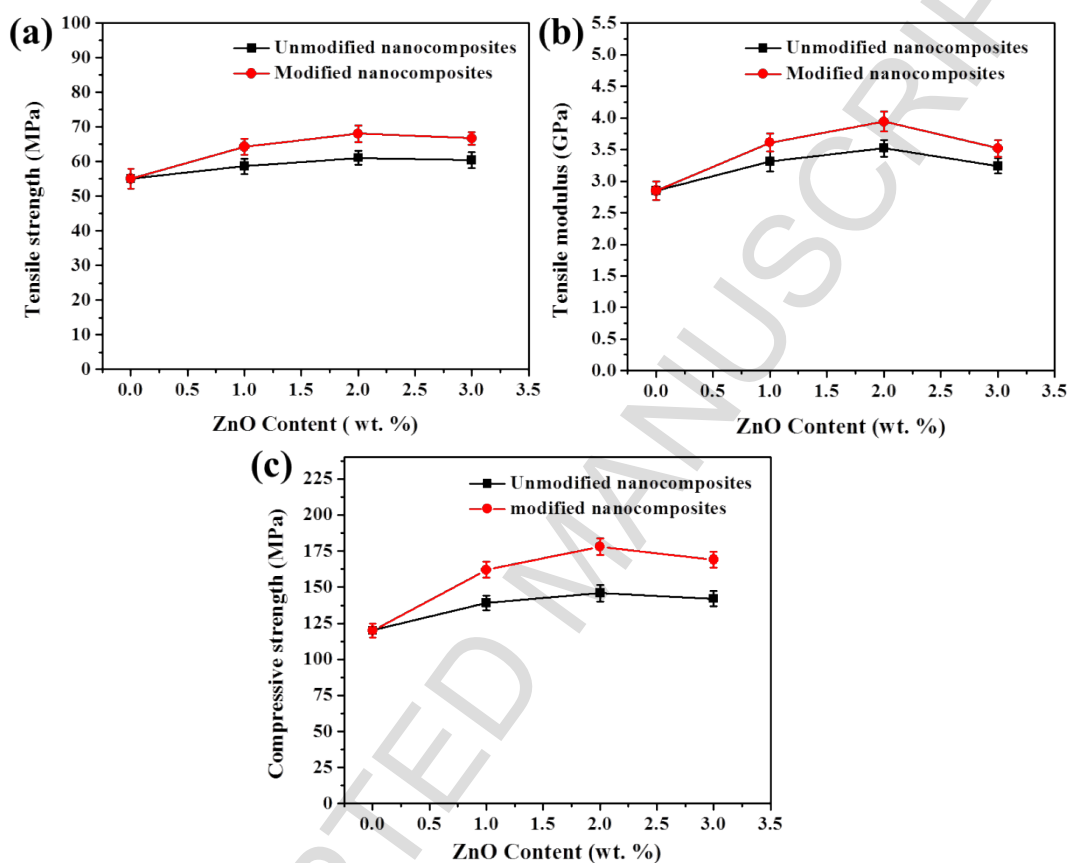 (a)
Unmodified nanocomposites
Modified nanocomposites
100
90
80
70
60
50
40
30
20
10
0
Tensile strength (MPa)
0.0 0.5 1.0 1.5 2.0 2.5 3.0 3.5
ZnO Content ( wt. %)
(b)
Unmodified nanocomposites
Modified nanocomposites
5.5
5.0
4.5
4.0
3.5
3.0
2.5
2.0
1.5
1.0
0.5
0.0
Tensile modulus (GPa)
0.0 0.5 1.0 1.5 2.0 2.5 3.0 3.5
ZnO Content (wt. %)
(c)
Unmodified nanocomposites
modified nanocomposites
225
200
175
150
125
100
75
50
25
0
Compressive strength (MPa)
0.0 0.5 1.0 1.5 2.0 2.5 3.0 3.5
ZnO Content (wt. %)
PTED MANUSCRIP